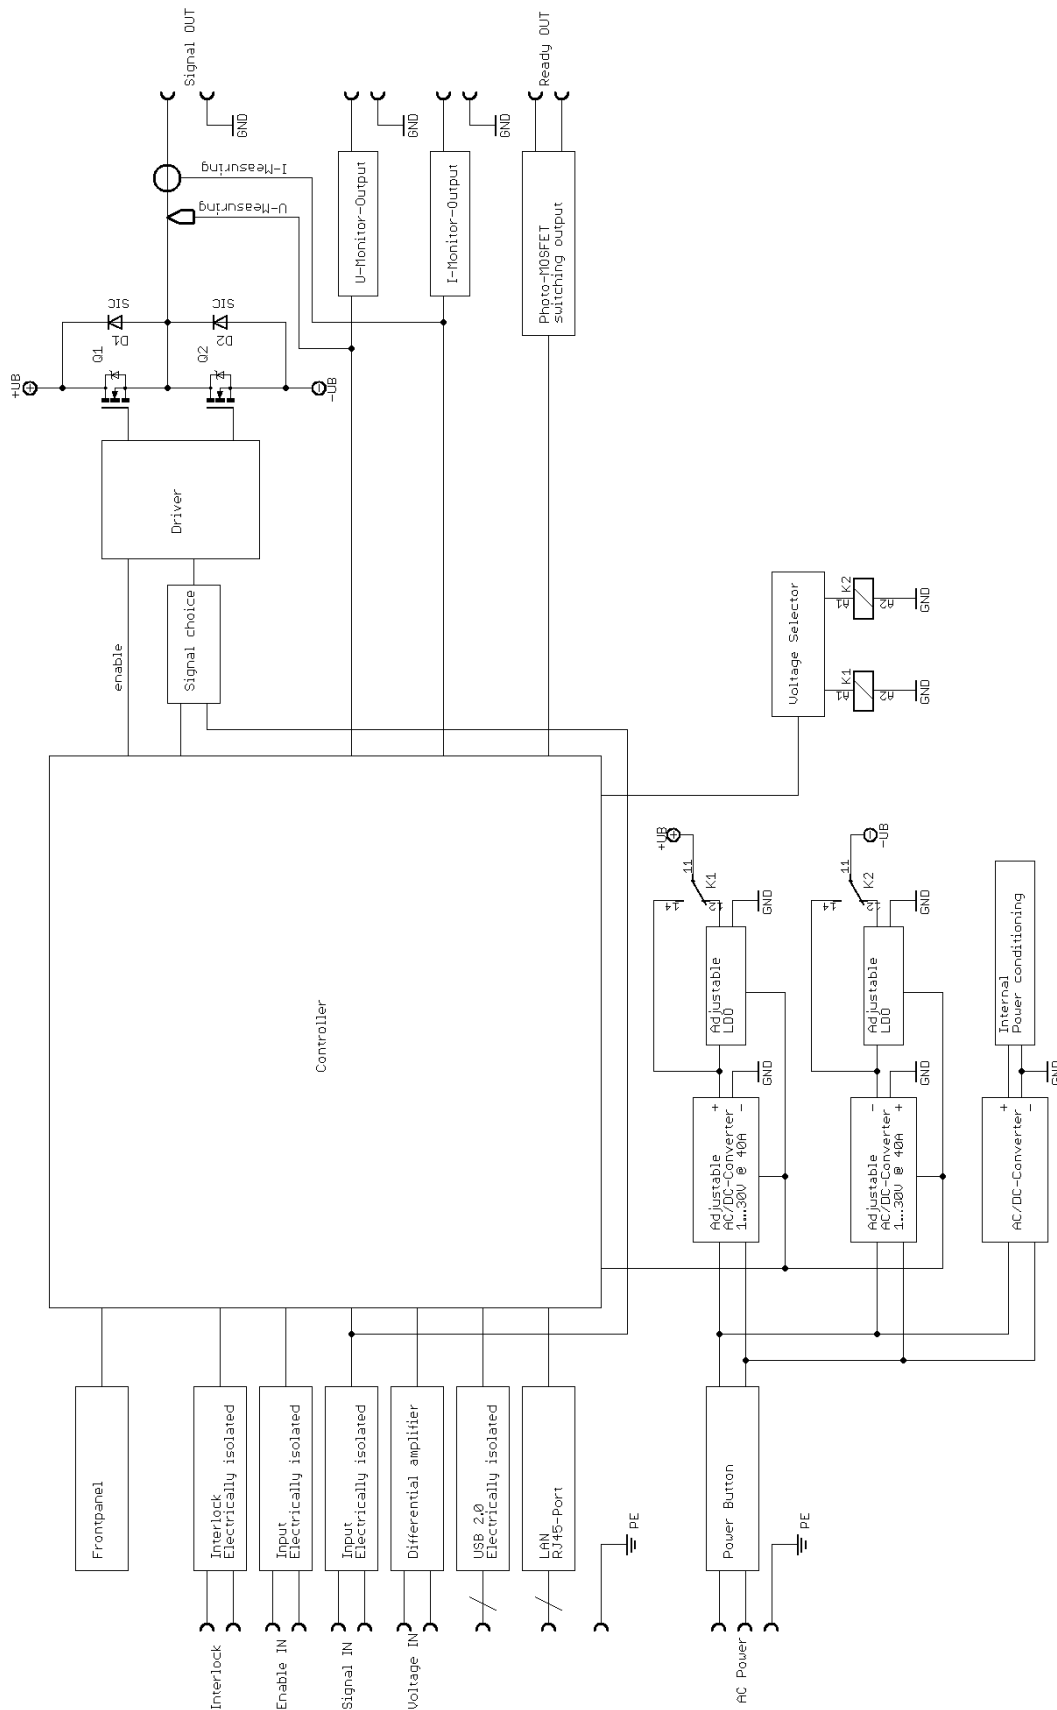 Interlock
Enable IN
Signal IN
Voltage IN
Frontpanel
Interlock
Electrically isolated
Input
Electrically isolated
Input
Electrically isolated
Differential amplifier
USB 2.0
Electrically isolated
LAN
RJ45-Port
PE
Controller
enable
Signal choice
Driver
+UB
-UB
Q1
Q2
D1
SIC
D2
SIC
U-Measuring
I-Measuring
Signal OUT
GND
U-Monitor-Output
GND
I-Monitor-Output
GND
Photo-MOSFET
switching output
Ready OUT
AC Power
Power Button
PE
Adjustable
AC/DC-Converter
1...30V @ 40A
+
-
GND
Adjustable
LDO
GND
14
12
11
K1
+UB
Adjustable
AC/DC-Converter
1...30V @ 40A
-
+
GND
Adjustable
LDO
GND
14
12
11
K2
-UB
AC/DC-Converter
+
-
GND
Internal
Power conditioning
Voltage Selector
A1
K1
A2
GND
A1
K2
A2
GND